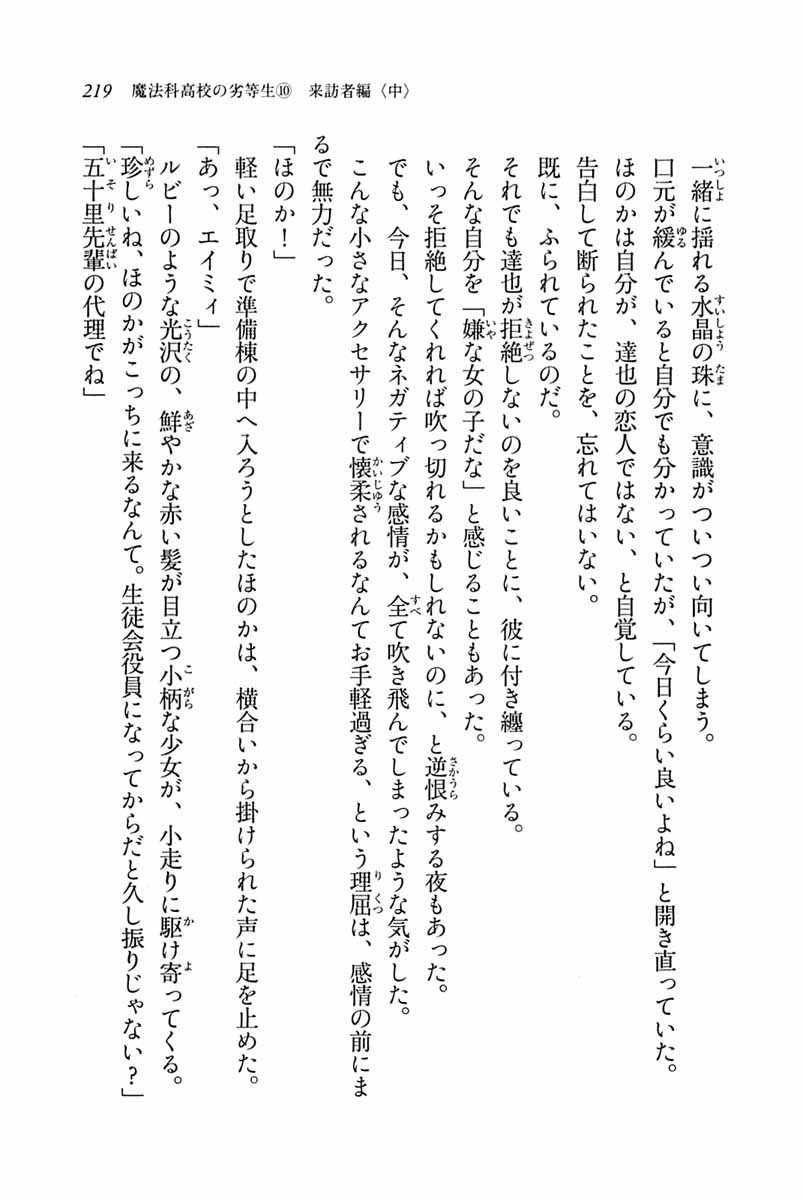 219 魔法科高校の劣等生⑩ 来訪者編〈中〉
一緒に揺れる水晶の珠に、意識がついつい向いてしまう。
口元が緩んでいると自分でも分かっていたが、「今日くらい良いよね」と開き直っていた。
ほのかは自分が、達也の恋人ではない、と自覚している。
告白して断られたことを、忘れてはいない。
既に、ふられているのだ。
それでも達也が拒絶しないのを良いことに、彼に付き纏っている。
そんな自分を「嫌な女の子だな」と感じることもあった。
いっそ拒絶してくれれば吹っ切れるかもしれないのに、と逆恨みする夜もあった。
でも、今日、そんなネガティブな感情が、全て吹き飛んでしまったような気がした。
こんな小さなアクセサリーで懐柔されるなんてお手軽過ぎる、という理屈は、感情の前にま
るで無力だった。
「ほのか！」
軽い足取りで準備棟の中へ入ろうとしたほのかは、横合いから掛けられた声に足を止めた。
「あっ、エイミィ」
ルビーのような光沢の、鮮やかな赤い髪が目立つ小柄な少女が、小走りに駆け寄ってくる。
「珍しいね、ほのかがこっちに来るなんて。生徒会役員になってからだと久し振りじゃない？」
「五十里先輩の代理でね」